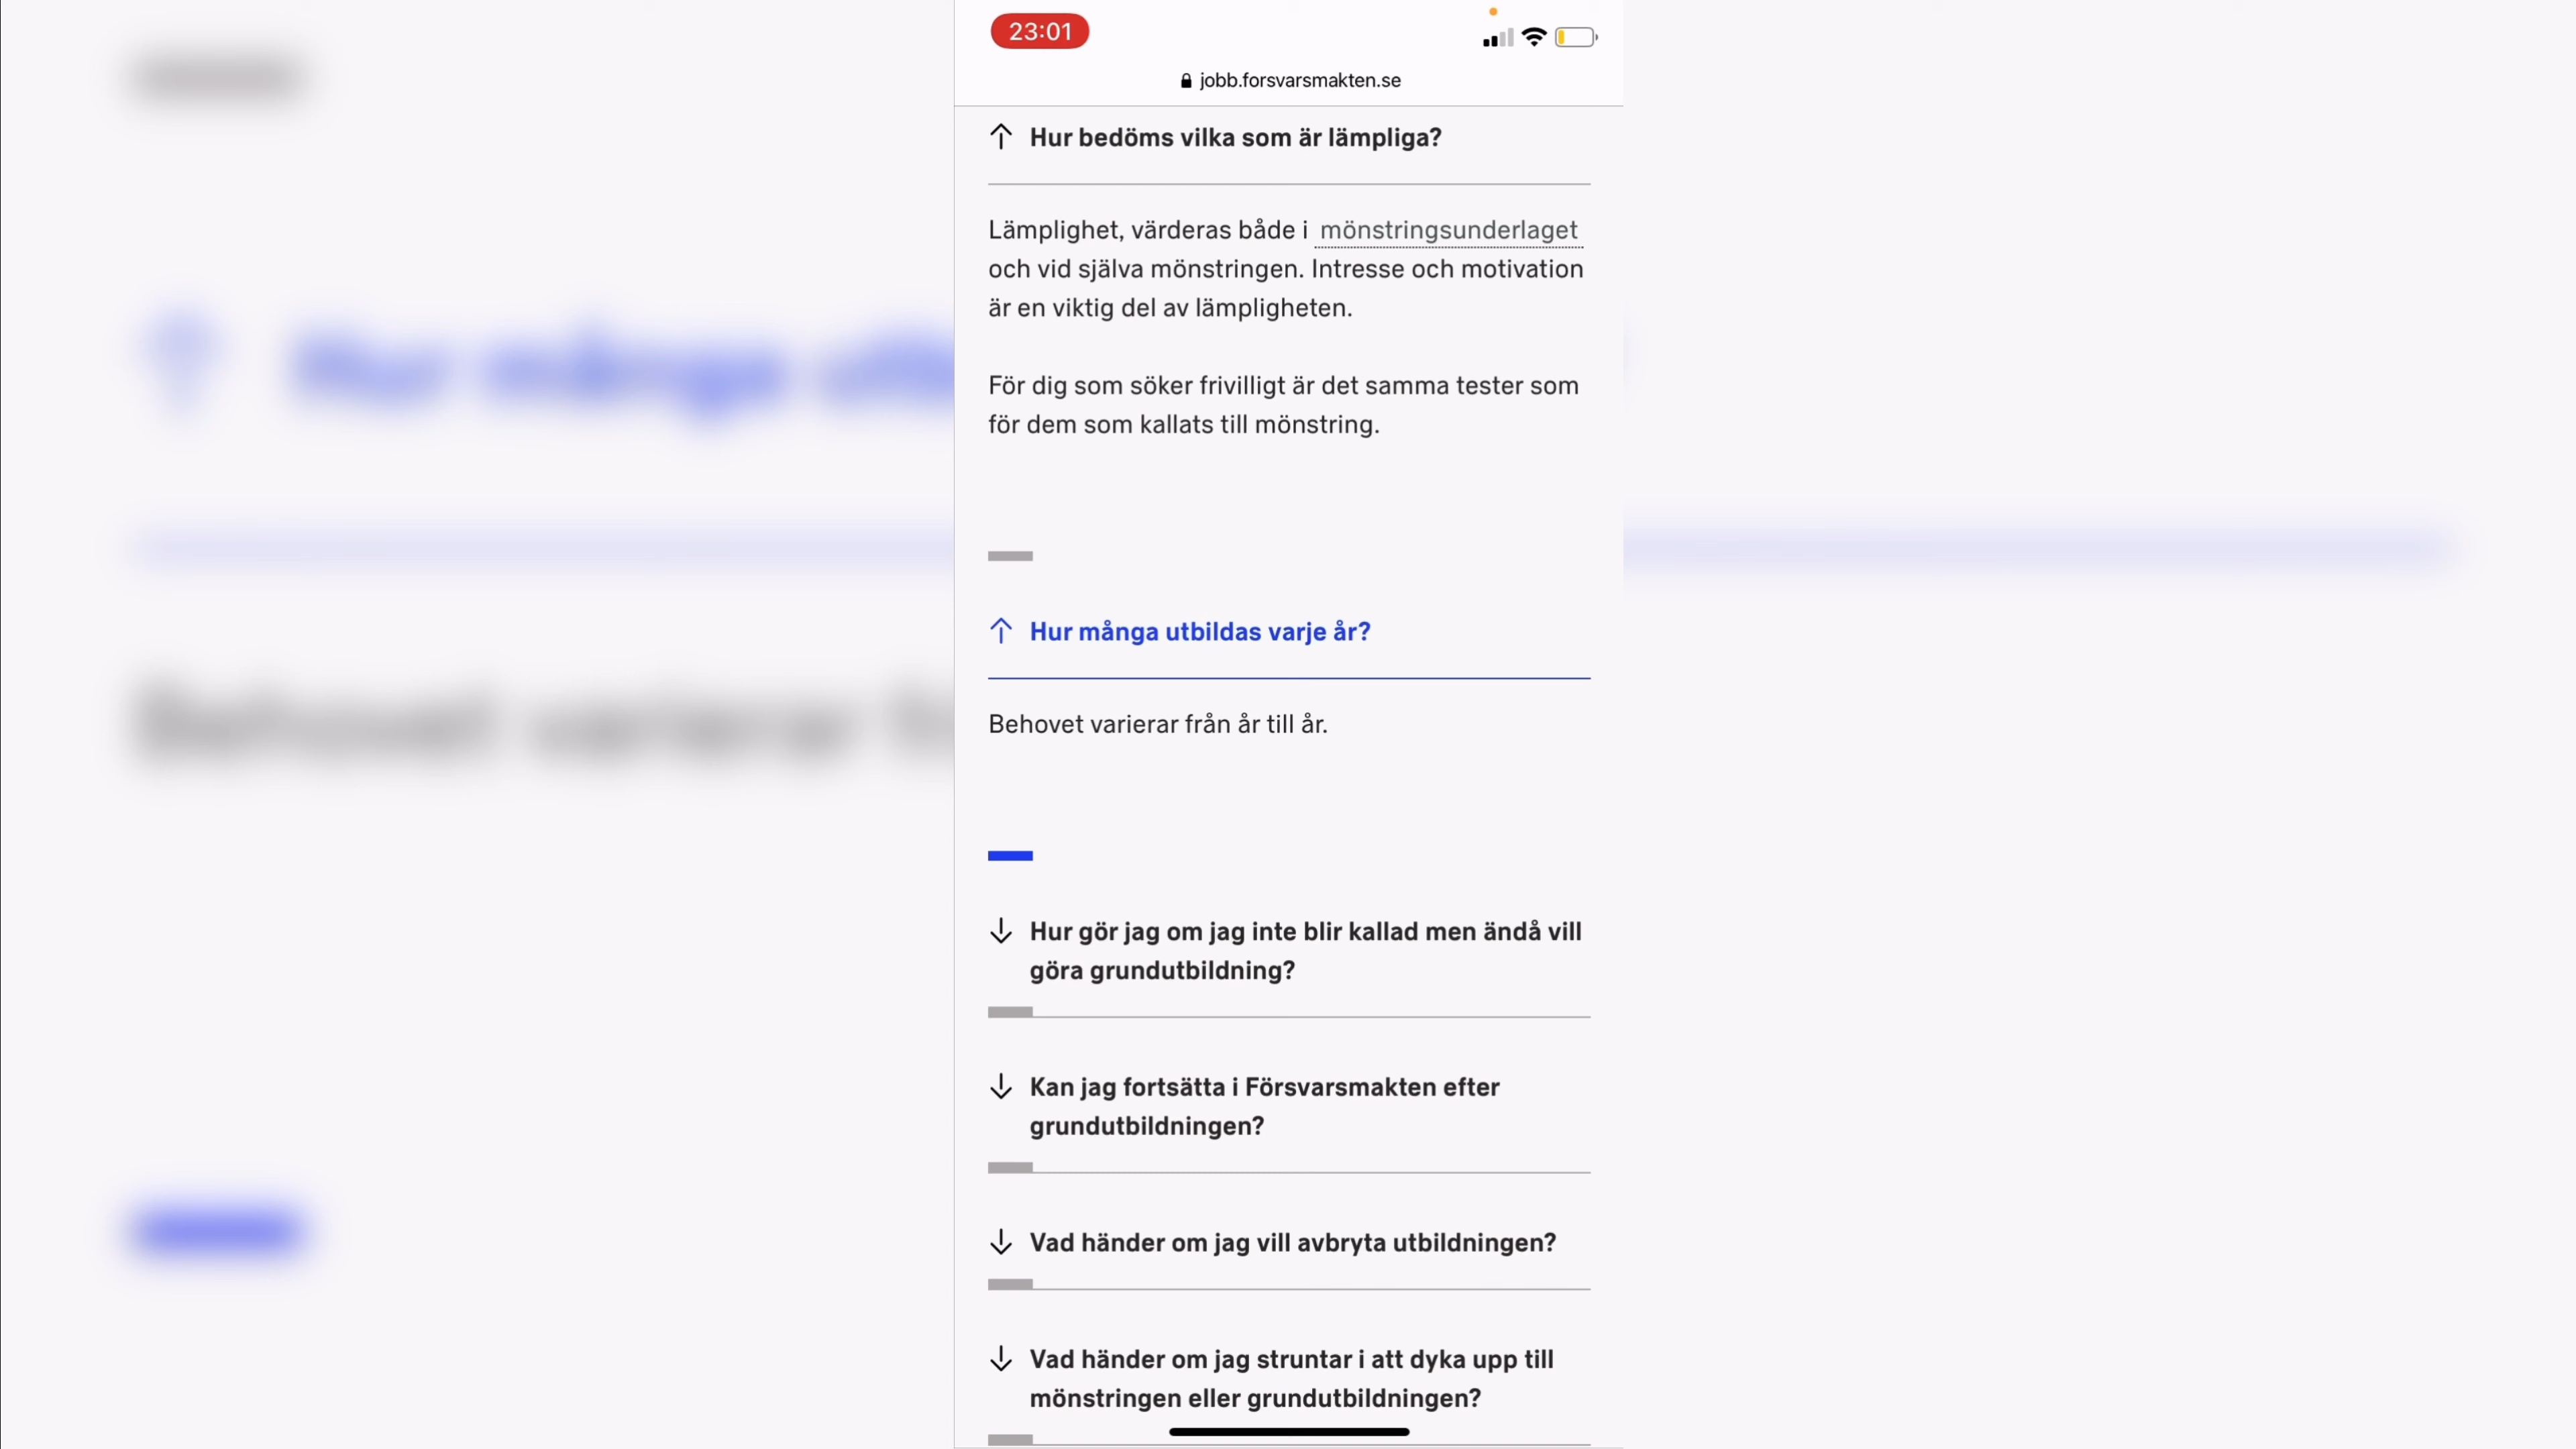 23:01
jobb.forsvarsmakten.se
Hur bedöms vilka som är lämpliga?
Lämplighet, värderas både i mönstringsunderlaget
och vid själva mönstringen. Intresse och motivation
är en viktig del av lämpligheten.
För dig som söker frivilligt är det samma tester som
för dem som kallats till mönstring.
Hur många utbildas varje år?
Behovet varierar från år till år.
Hur gör jag om jag inte blir kallad men ändå vill
göra grundutbildning?
Kan jag fortsätta i Försvarsmakten efter
grundutbildningen?
Vad händer om jag vill avbryta utbildningen?
Vad händer om jag struntar i att dyka upp till
mönstringen eller grundutbildningen?